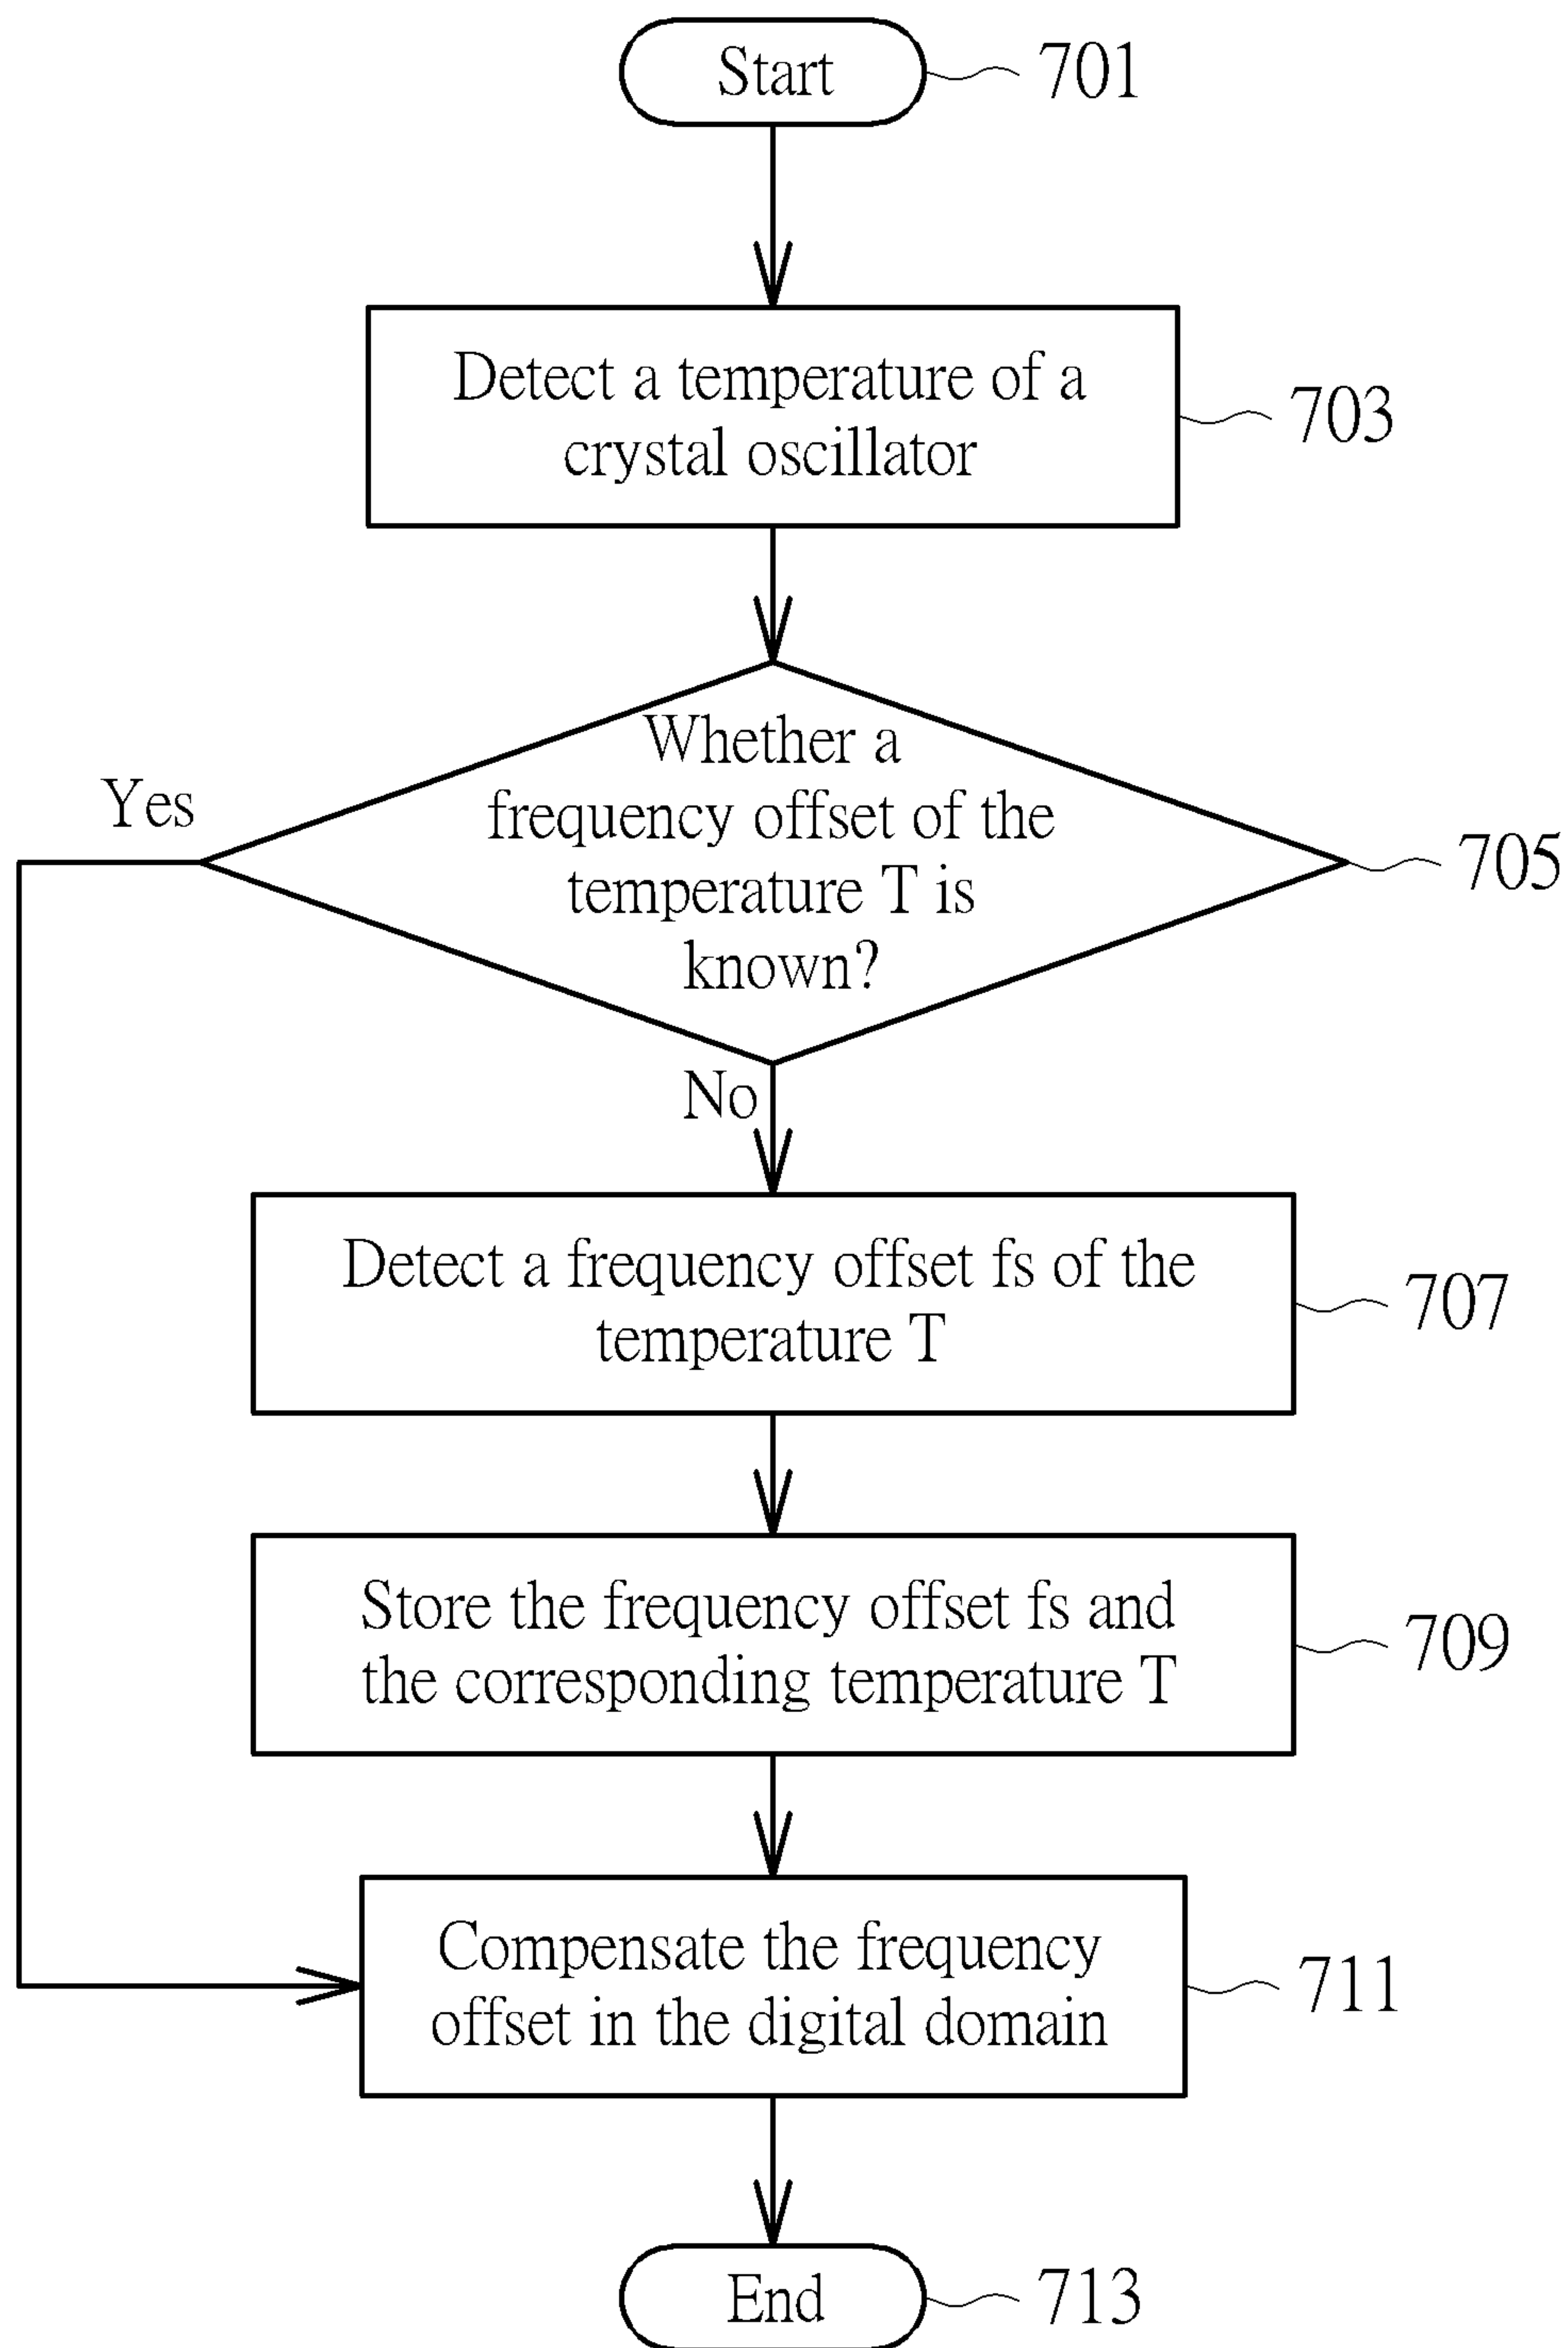 Start
701
Detect a temperature of a
crystal oscillator
703
Whether a
frequency offset of the
temperature T is
known?
Yes
705
No
Detect a frequency offset fs of the
temperature T
707
Store the frequency offset fs and
the corresponding temperature T
709
Compensate the frequency
offset in the digital domain
711
End
713